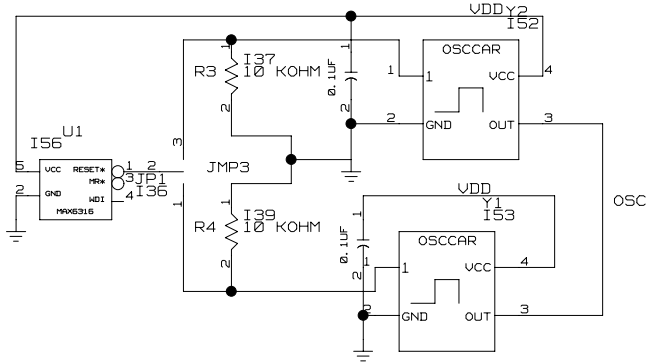 VDD Y2
I52
1
1
I37
R3
10 KOHM
2
0.1UF
1
2
OSCCAR
1
VCC
4
2
GND
OUT
3
U1
I56
5
VCC
RESET*
1
2
MR*
3
JP1
I36
2
GND
WDI
4
MAX6316
3
JMP3
1
1
I39
R4
10 KOHM
2
VDD
Y1
I53
1
0.1UF
2
OSCCAR
1
1
VCC
4
2
GND
OUT
3
OSC